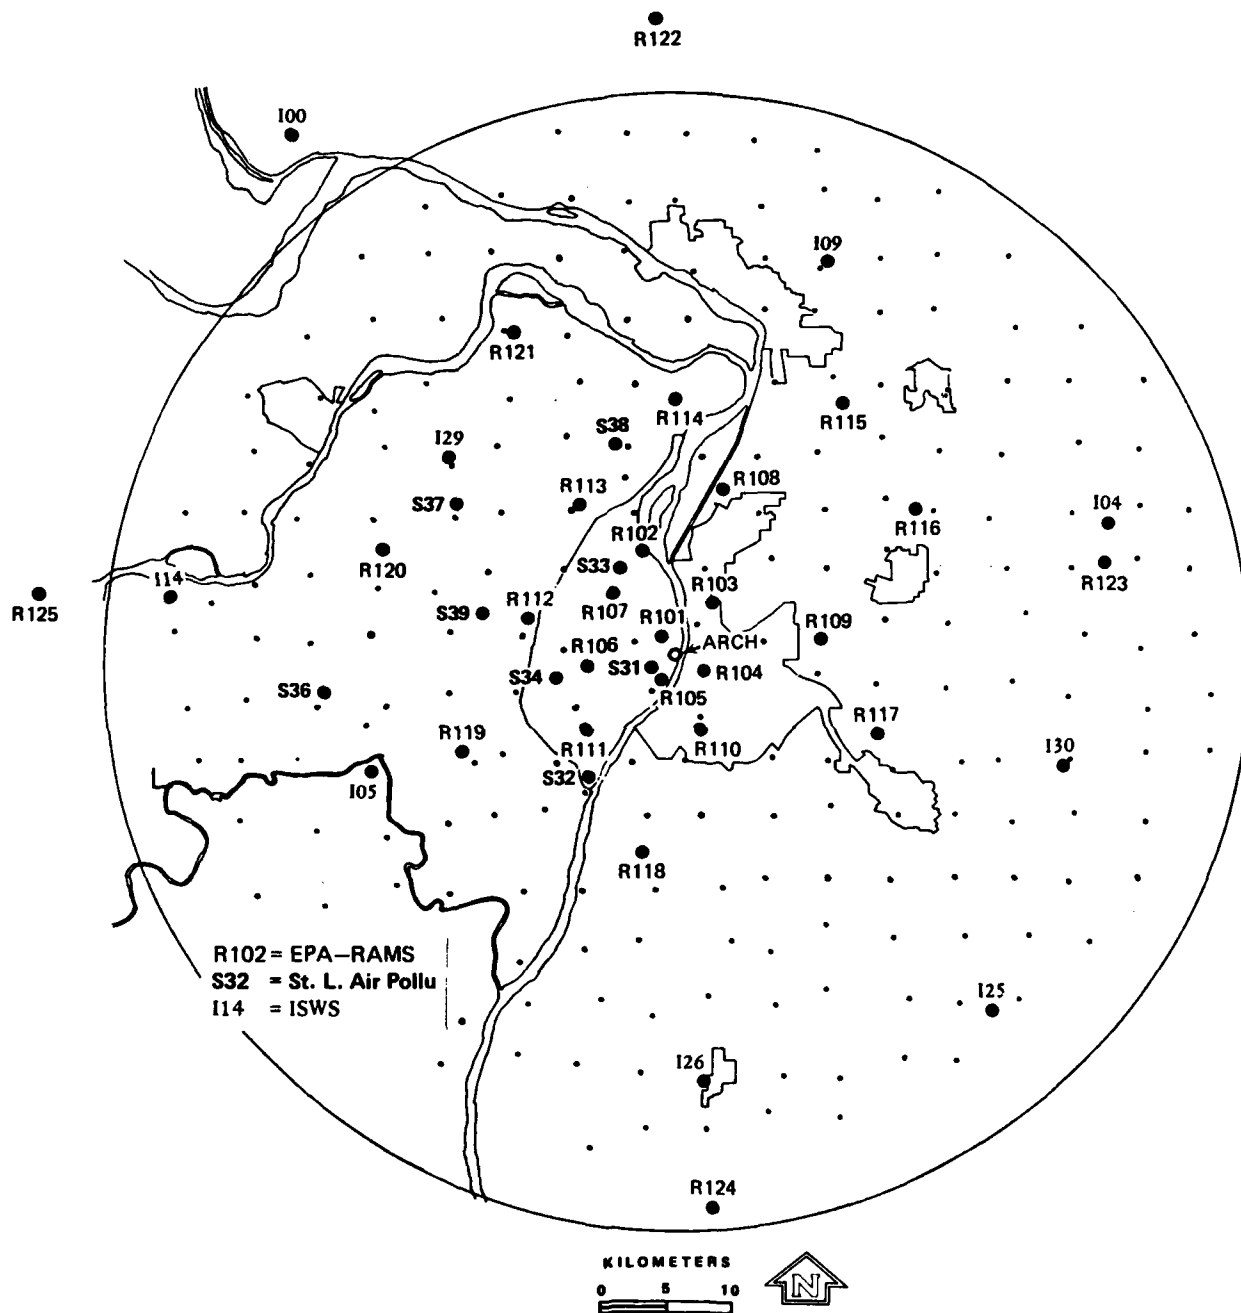 R122
I00
I09
R121
R114
R115
S38
I29
R108
S37
R113
I04
R116
R102
R120
S33
R123
I14
R125
R103
R107
S39
R112
R101
R109
ARCH
R106
S34
S31
R104
R105
S36
R117
R119
R111
R110
I30
I05
S32
R118
R102 = EPA–RAMS
S32 = St. L. Air Pollu
I14 = ISWS
I25
I26
R124
KILOMETERS
0 5 10
N